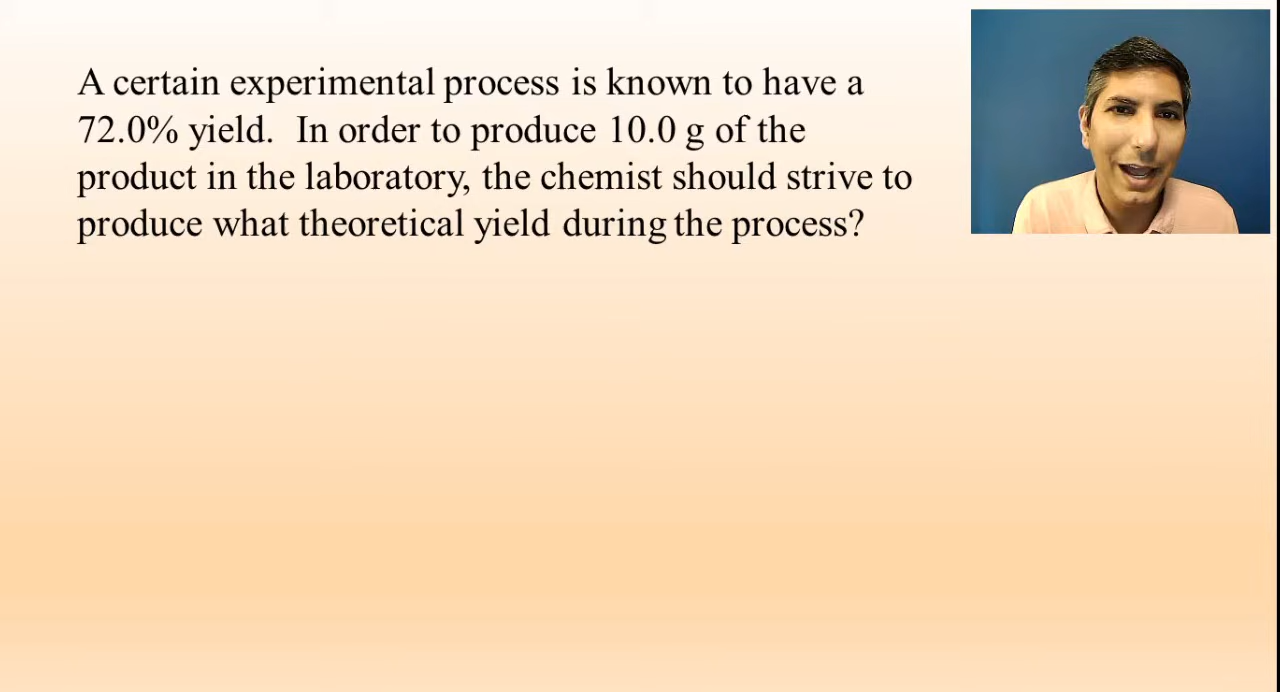 A certain experimental process is known to have a
72.0% yield.  In order to produce 10.0 g of the
product in the laboratory, the chemist should strive to
produce what theoretical yield during the process?